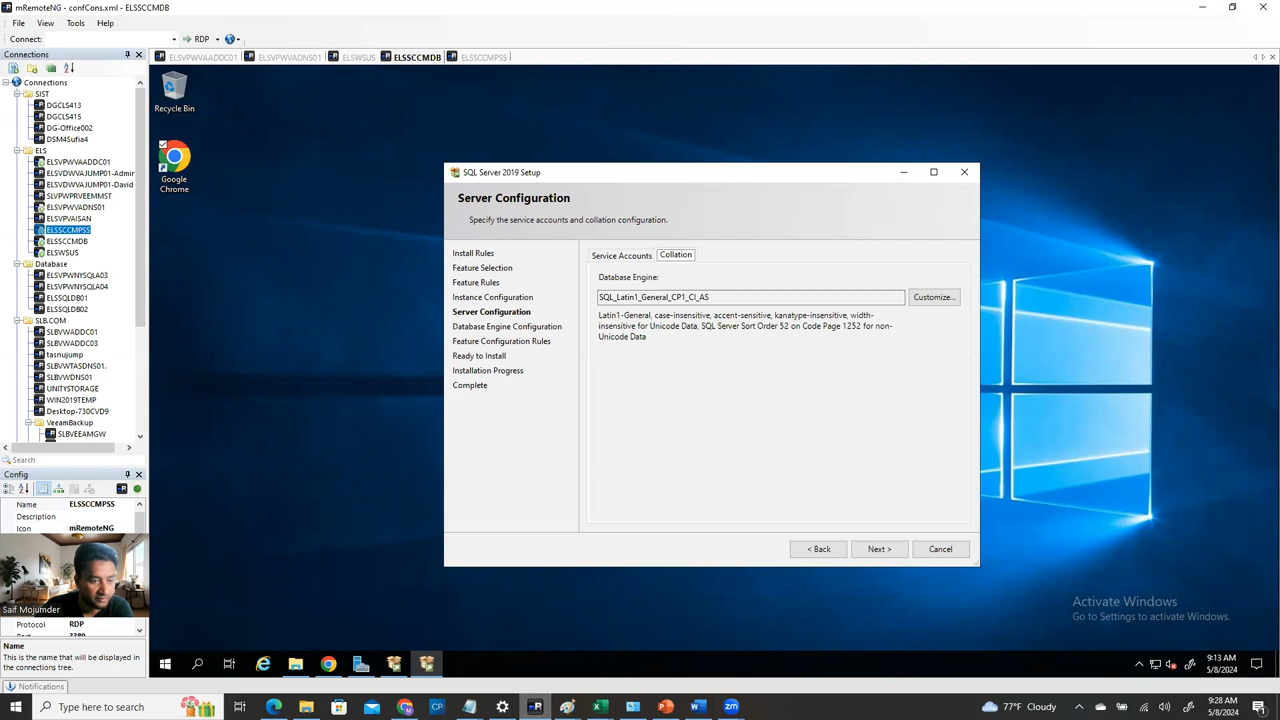 mRemoteNG - confCons.xml - ELSSCCMDB
File View Tools Help
Connect: RDP
Connections
ELSVPWVAADDC01 ELSVPWVADNS01 ELSWSUS ELSSCCMDB ELSSCCMPSS
Connections
SIST
DGCLS413
DGCLS415
DG-Office002
DSM4Sufia4
ELS
ELSVPWVAADDC01
ELSVDWVAJUMP01-Admin
ELSVDWVAJUMP01-David
SLVPWPRVEEMMST
ELSVPWVADNS01
ELSVPVAISAN
ELSSCCMPSS
ELSSCCMDB
ELSWSUS
Database
ELSVPWNYSQLA03
ELSVPWNYSQLA04
ELSSQLDB01
ELSSQLDB02
SLB.COM
SLBVWADDC01
SLBVWADDC03
tasnujump
SLBVWTASDNS01.
SLBVWDNS01
UNITYSTORAGE
WIN2019TEMP
Desktop-730CVD9
VeeamBackup
SLBVEEAMGW
Search
Config
Name ELSSCCMPSS
Description
Icon mRemoteNG
Saif Mojumder
Protocol RDP
Port 3389
Name
This is the name that will be displayed in
the connections tree.
Notifications
Recycle Bin
Google
Chrome
SQL Server 2019 Setup
Server Configuration
Specify the service accounts and collation configuration.
Install Rules
Feature Selection
Feature Rules
Instance Configuration
Server Configuration
Database Engine Configuration
Feature Configuration Rules
Ready to Install
Installation Progress
Complete
Service Accounts Collation
Database Engine:
SQL_Latin1_General_CP1_CI_AS Customize...
Latin1-General, case-insensitive, accent-sensitive, kanatype-insensitive, width-
insensitive for Unicode Data, SQL Server Sort Order 52 on Code Page 1252 for non-
Unicode Data
< Back Next > Cancel
Activate Windows
Go to Settings to activate Windows.
9:13 AM
5/8/2024
Type here to search
77°F Cloudy
9:28 AM
5/8/2024